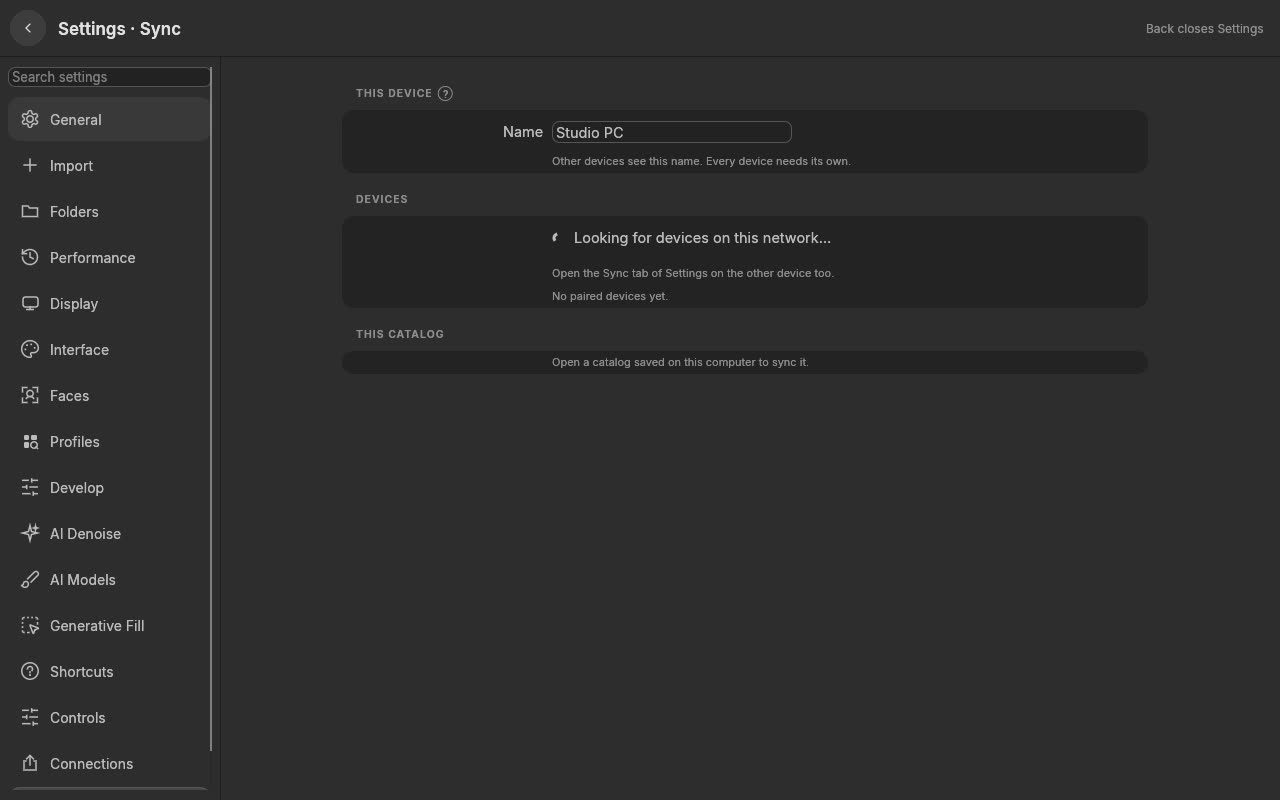 Settings · Sync
Back closes Settings
Search settings
General
Import
Folders
Performance
Display
Interface
Faces
Profiles
Develop
AI Denoise
AI Models
Generative Fill
Shortcuts
Controls
Connections
THIS DEVICE ?
Name Studio PC
Other devices see this name. Every device needs its own.
DEVICES
Looking for devices on this network...
Open the Sync tab of Settings on the other device too.
No paired devices yet.
THIS CATALOG
Open a catalog saved on this computer to sync it.